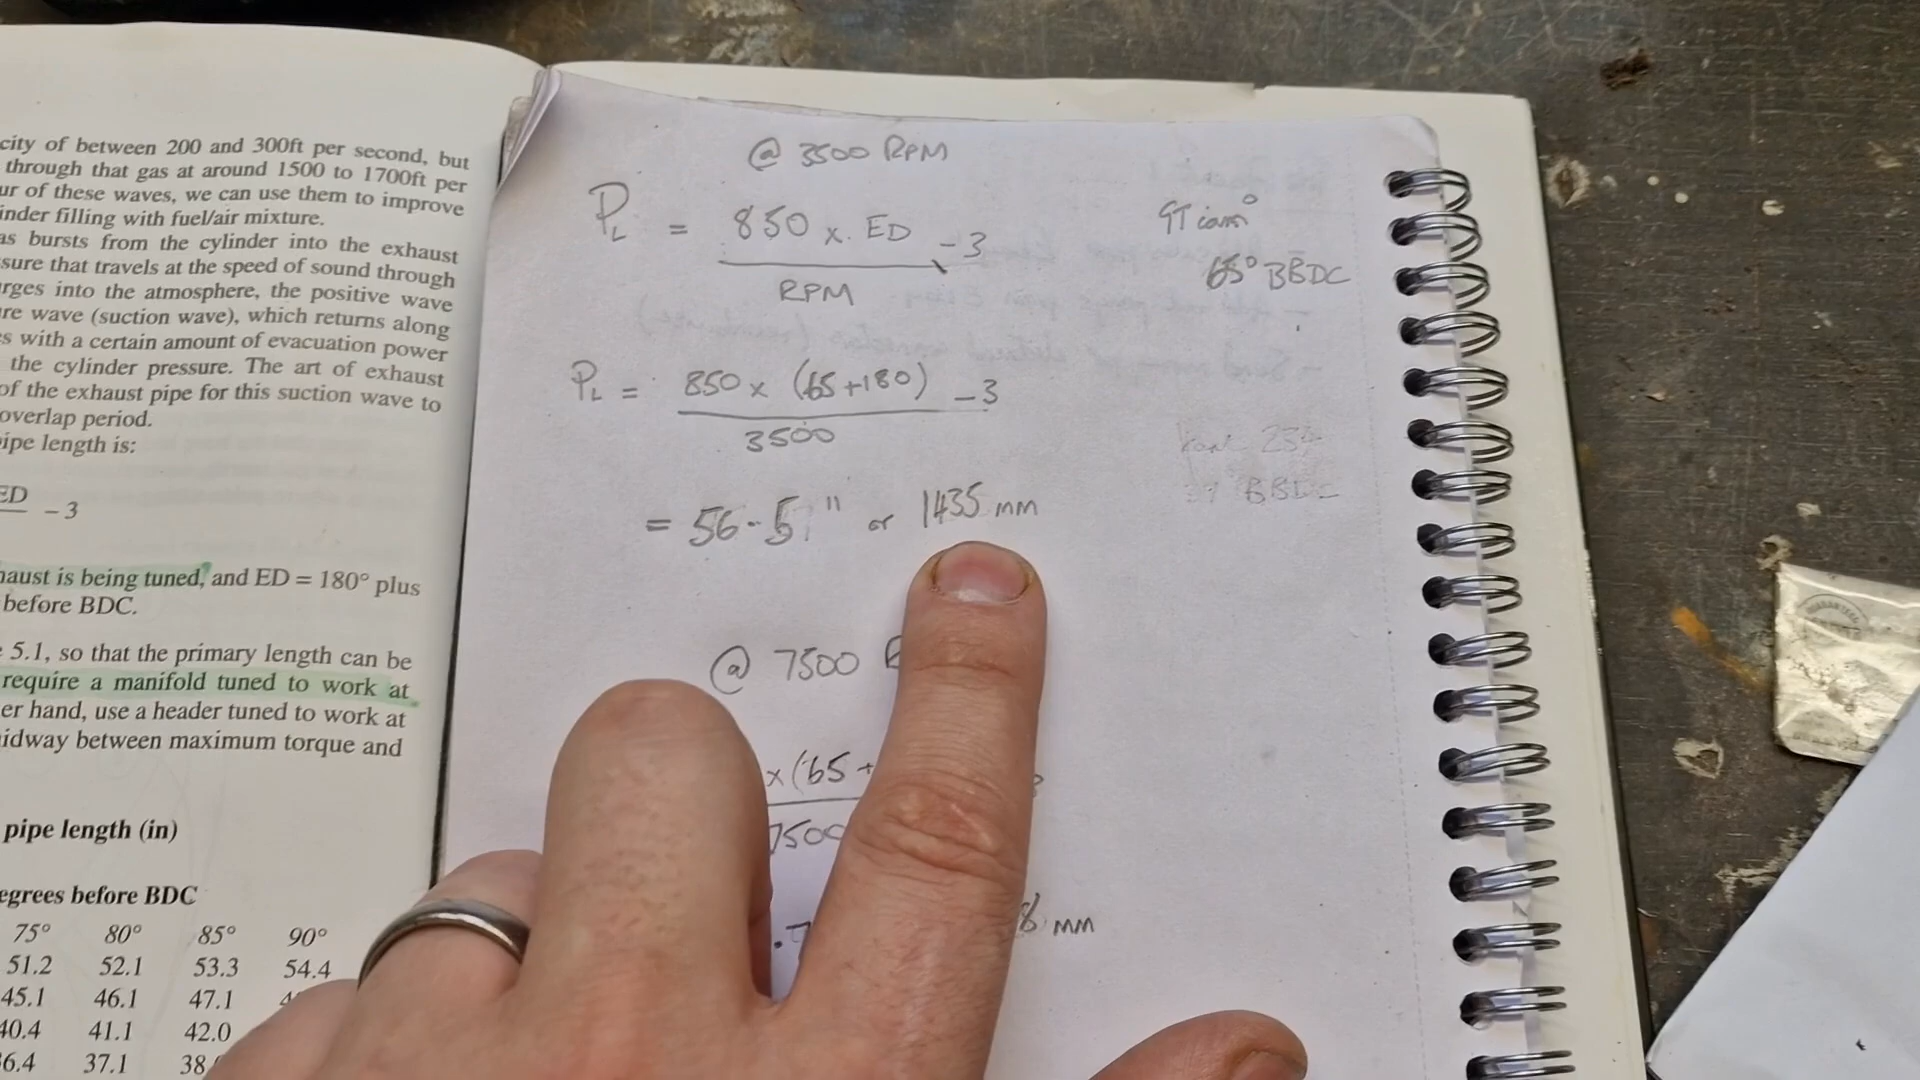 city of between 200 and 300ft per second, but
through that gas at around 1500 to 1700ft per
ur of these waves, we can use them to improve
inder filling with fuel/air mixture.
as bursts from the cylinder into the exhaust
sure that travels at the speed of sound through
rges into the atmosphere, the positive wave
re wave (suction wave), which returns along
s with a certain amount of evacuation power
the cylinder pressure. The art of exhaust
of the exhaust pipe for this suction wave to
overlap period.
ipe length is:
ED
- 3
haust is being tuned, and ED = 180° plus
before BDC.
5.1, so that the primary length can be
require a manifold tuned to work at
er hand, use a header tuned to work at
idway between maximum torque and
pipe length (in)
egrees before BDC
75° 80° 85° 90°
51.2 52.1 53.3 54.4
45.1 46.1 47.1
40.4 41.1 42.0
6.4 37.1 38
@ 3500 RPM
PL = 850 x ED - 3
RPM
GT cam
65° BBDC
PL = 850 x (65+180) - 3
3500
= 56.5" or 1435 mm
BBDC
@ 7500
x (65 +
7500
8 mm